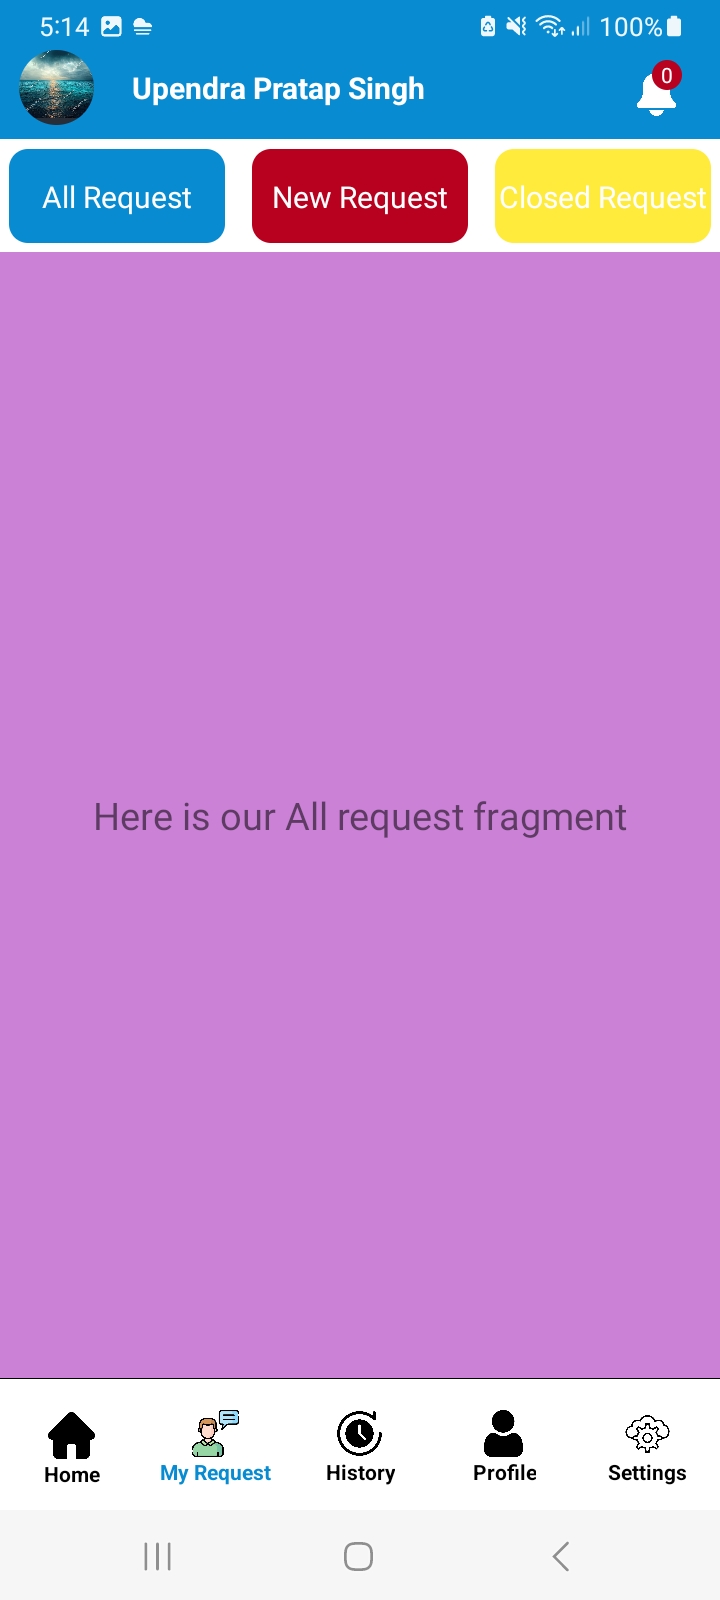 5:14 100%
Upendra Pratap Singh 0
All Request New Request Closed Request
Here is our All request fragment
Home My Request History Profile Settings